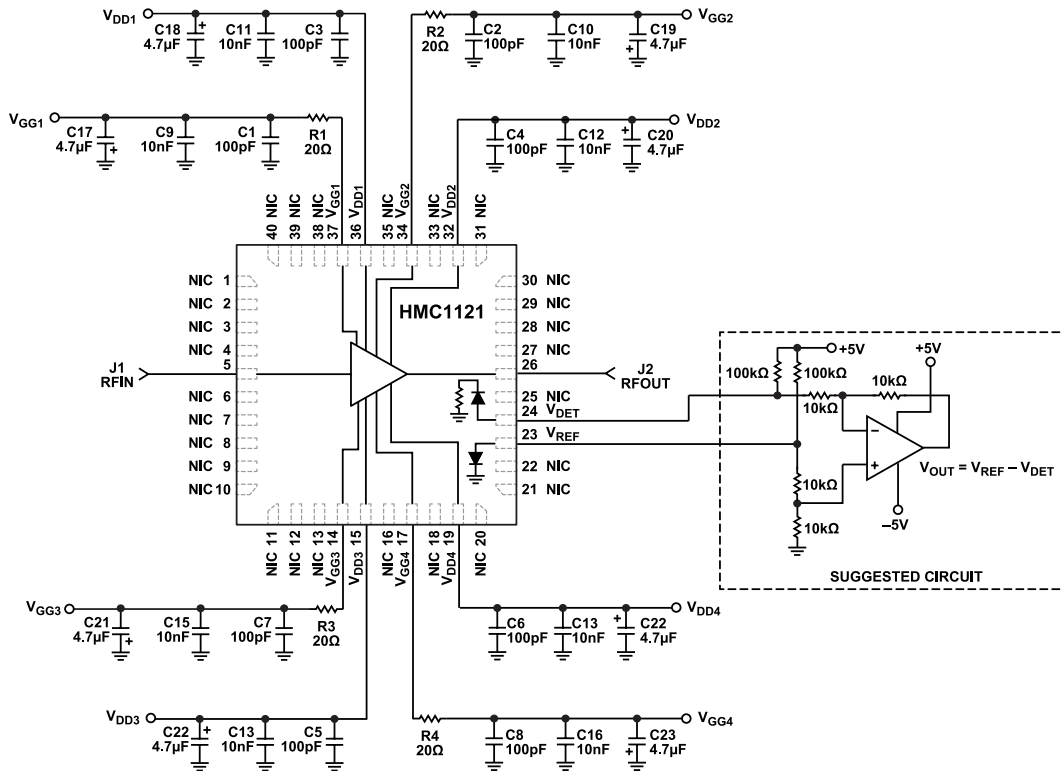 VDD1
C18 4.7µF +
C11 10nF
C3 100pF
R2 20Ω
C2 100pF
C10 10nF
C19 4.7µF +
VGG2
VGG1
C17 4.7µF +
C9 10nF
C1 100pF
R1 20Ω
C4 100pF
C12 10nF
+ C20 4.7µF
VDD2
40 NIC
39 NIC
38 NIC
37 VGG1
36 VDD1
35 NIC
34 VGG2
33 NIC
32 VDD2
31 NIC
HMC1121
NIC 1
NIC 2
NIC 3
NIC 4
5
NIC 6
NIC 7
NIC 8
NIC 9
NIC 10
J1 RFIN
30 NIC
29 NIC
28 NIC
27 NIC
26
25 NIC
24 VDET
23 VREF
22 NIC
21 NIC
J2 RFOUT
+5V
+5V
100kΩ
100kΩ
10kΩ
10kΩ
–
+
VOUT = VREF – VDET
10kΩ
–5V
10kΩ
SUGGESTED CIRCUIT
NIC 11
NIC 12
NIC 13
VGG3 14
VDD3 15
NIC 16
VGG4 17
NIC 18
VDD4 19
NIC 20
VGG3
C21 4.7µF +
C15 10nF
C7 100pF
R3 20Ω
C6 100pF
C13 10nF
+ C22 4.7µF
VDD4
VDD3
C22 4.7µF +
C13 10nF
C5 100pF
R4 20Ω
C8 100pF
C16 10nF
C23 4.7µF +
VGG4